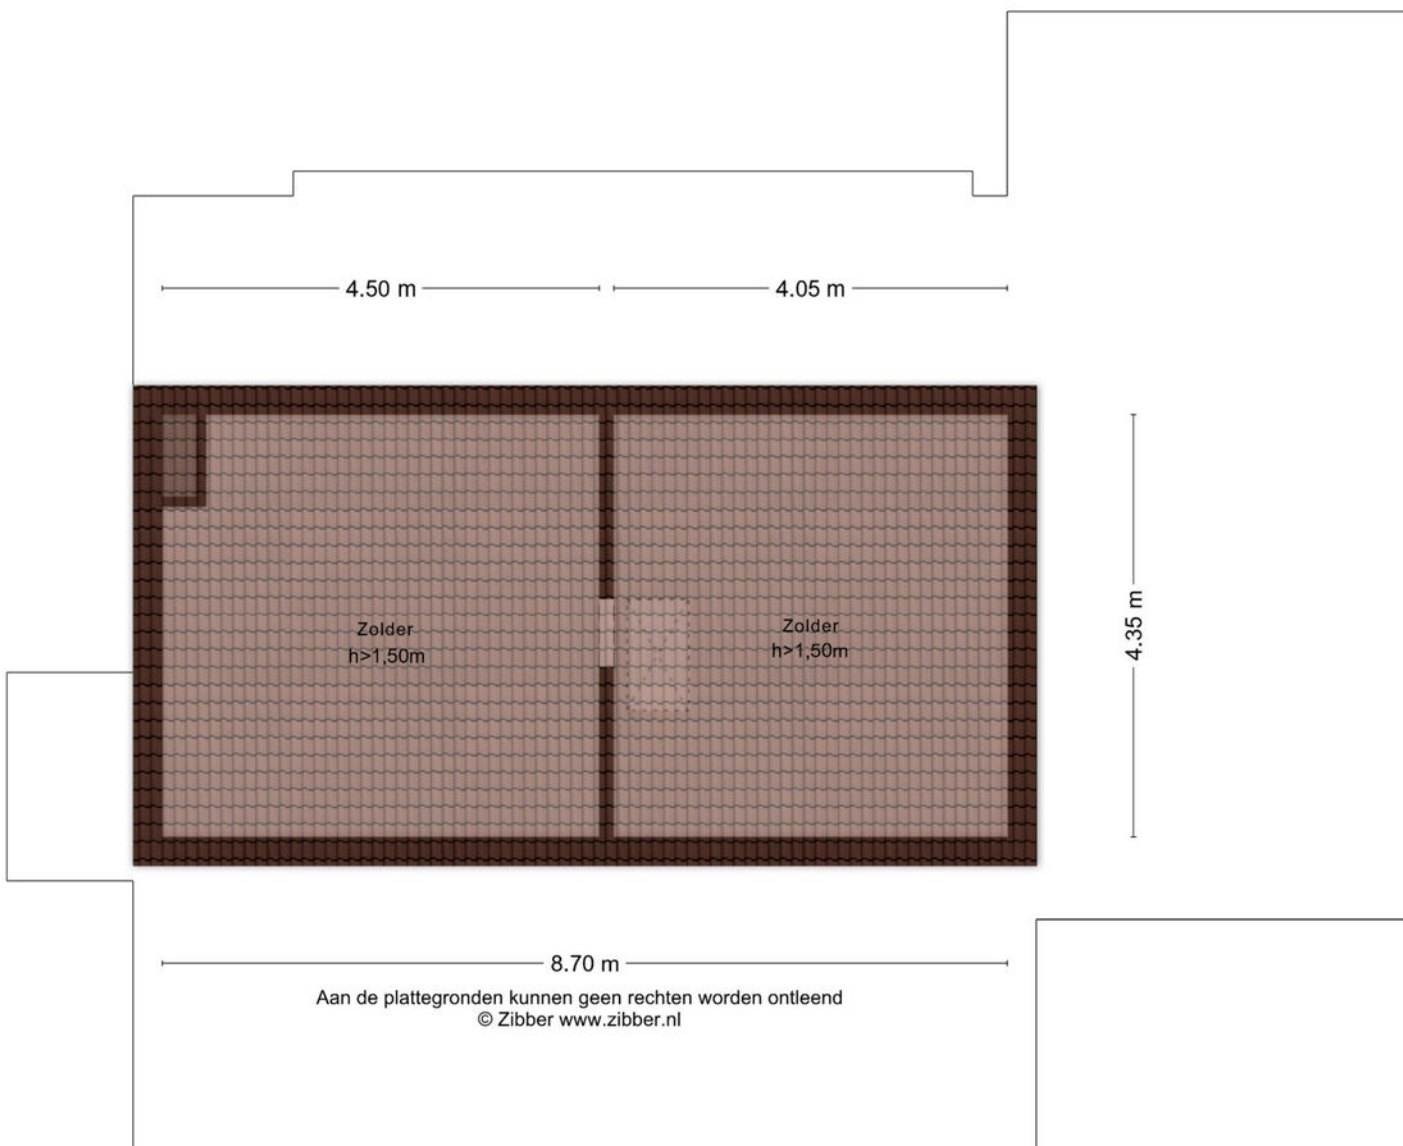 4.50 m
4.05 m
Zolder
h>1,50m
Zolder
h>1,50m
4.35 m
8.70 m
Aan de plattegronden kunnen geen rechten worden ontleend
© Zibber www.zibber.nl